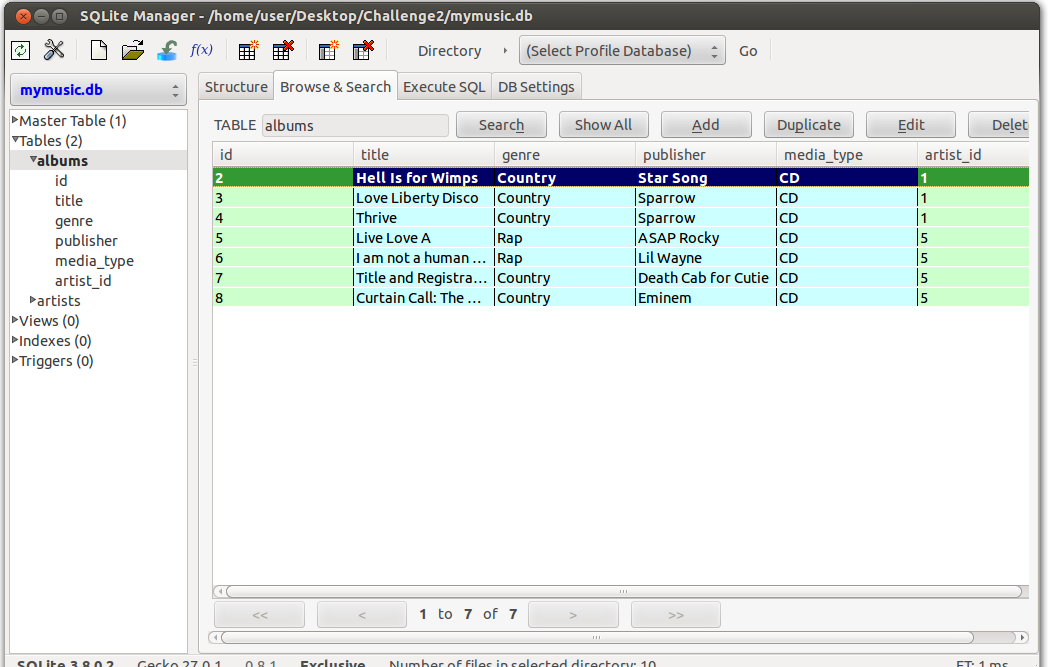 SQLite Manager - /home/user/Desktop/Challenge2/mymusic.db
f(x) Directory (Select Profile Database) Go
mymusic.db
Master Table (1)
Tables (2)
albums
id
title
genre
publisher
media_type
artist_id
artists
Views (0)
Indexes (0)
Triggers (0)
Structure Browse & Search Execute SQL DB Settings
TABLE albums Search Show All Add Duplicate Edit Delet
id title genre publisher media_type artist_id
2 Hell Is for Wimps Country Star Song CD 1
3 Love Liberty Disco Country Sparrow CD 1
4 Thrive Country Sparrow CD 1
5 Live Love A Rap ASAP Rocky CD 5
6 I am not a human ... Rap Lil Wayne CD 5
7 Title and Registra... Country Death Cab for Cutie CD 5
8 Curtain Call: The ... Country Eminem CD 5
<< < 1 to 7 of 7 > >>
SQLite 3.8.0.2 Gecko 27.0.1 0.8.1 Exclusive Number of files in selected directory: 10 ET: 1 ms